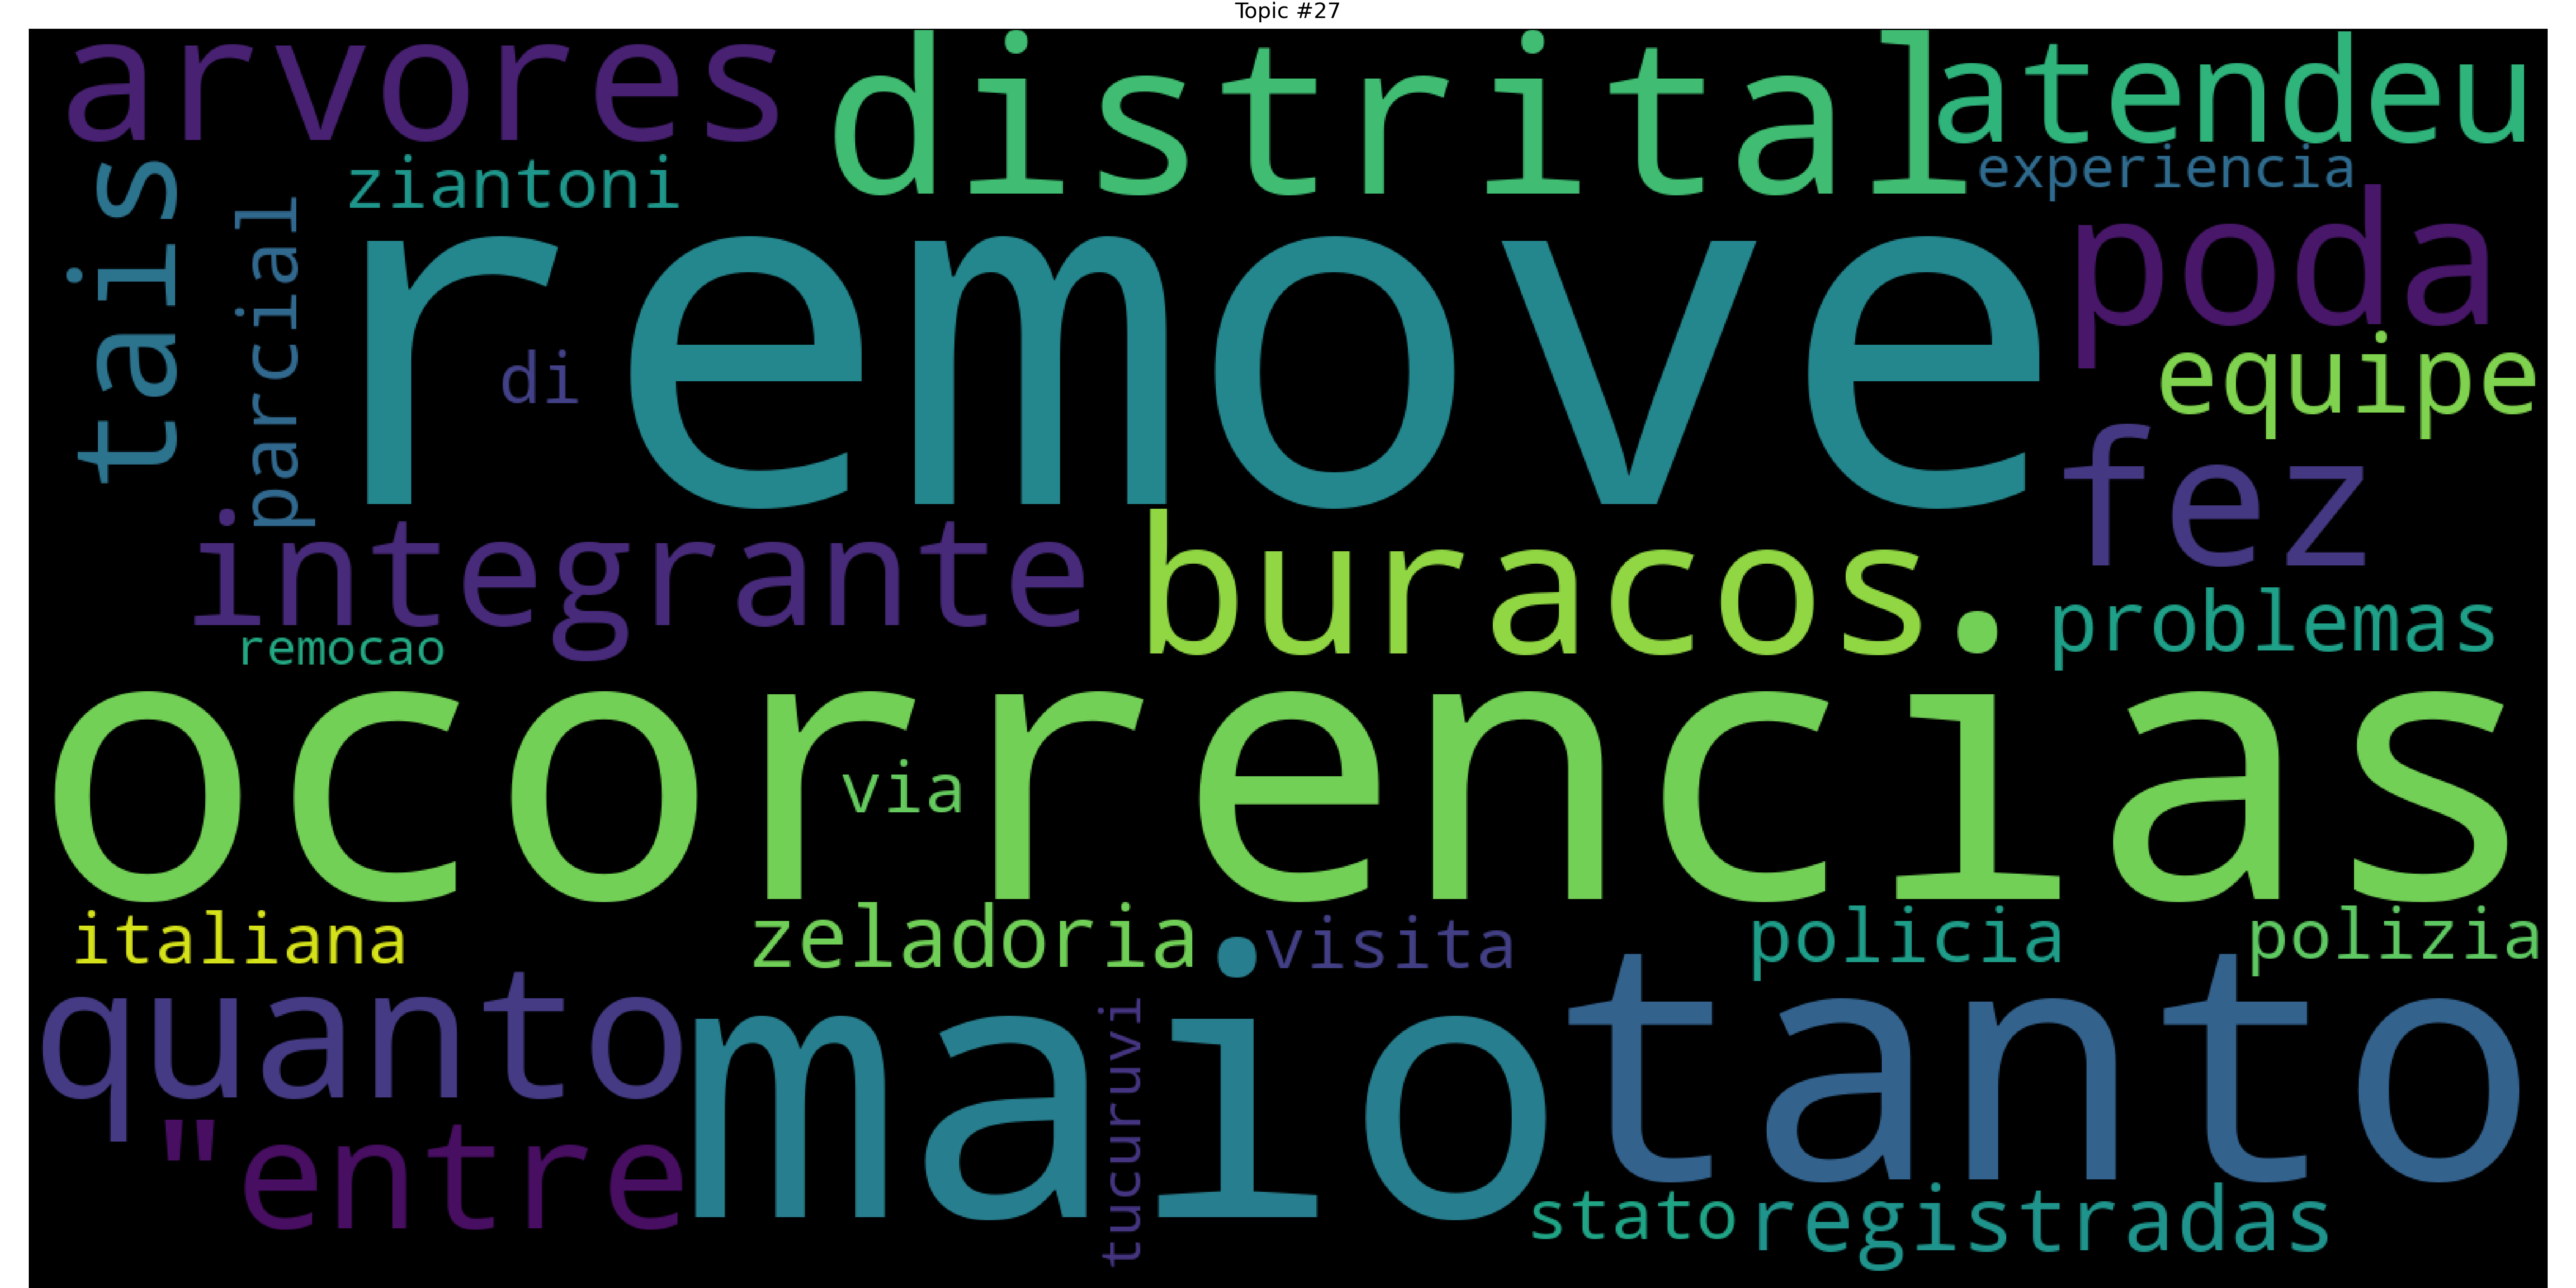 Topic #27
arvores
distrital
atendeu
experiencia
ziantoni
tais
parcial
remove
di
poda
equipe
fez
integrante
buracos.
problemas
remocao
ocorrencias
via
italiana
zeladoria
visita
policia
polizia
quanto
maio
tanto
tucuruvi
"entre
stato
registradas